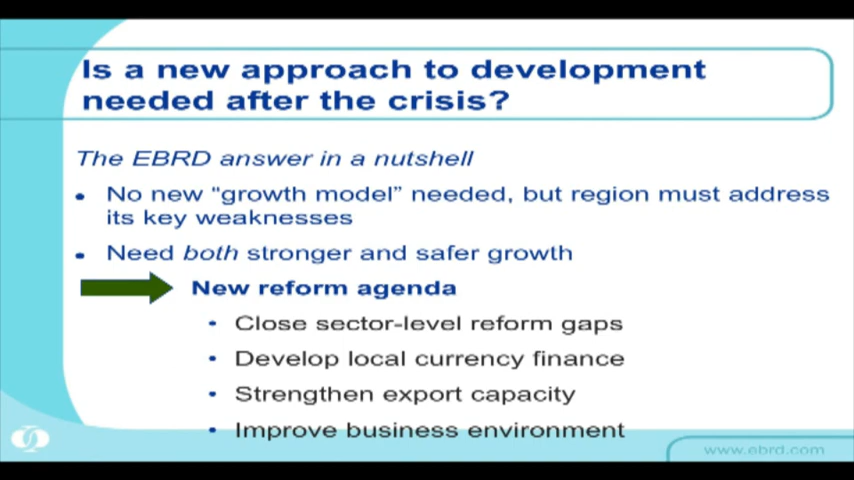 Is a new approach to development
needed after the crisis?
The EBRD answer in a nutshell
• No new "growth model” needed, but region must address
its key weaknesses
• Need both stronger and safer growth
New reform agenda
• Close sector-level reform gaps
• Develop local currency finance
• Strengthen export capacity
• Improve business environment
www.ebrd.com